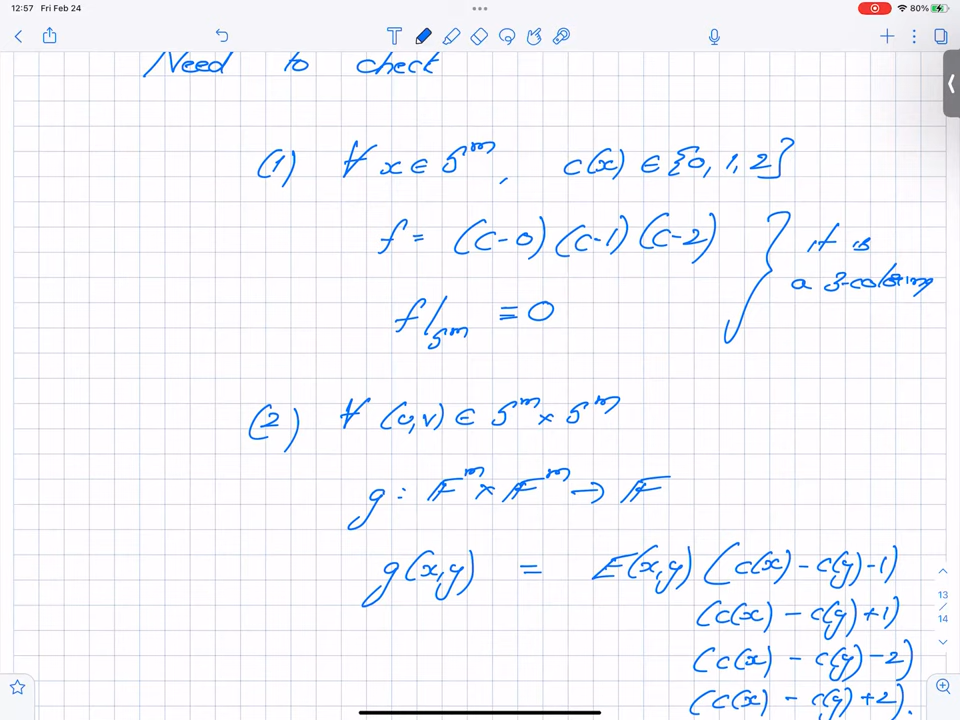 12:57 Fri Feb 24
80%
Need to check
(1) ∀ x ∈ S^m, c(x) ∈ {0, 1, 2}
f = (c-0)(c-1)(c-2)
it is
a 3-coloring
f/_{S^m} ≡ 0
(2) ∀ (u,v) ∈ S^m × S^m
g : F^m × F^m → F
g(x,y) = E(x,y) (c(x) - c(y) -1)
(c(x) - c(y) +1)
(c(x) - c(y) -2)
(c(x) - c(y) +2).
13
/
14